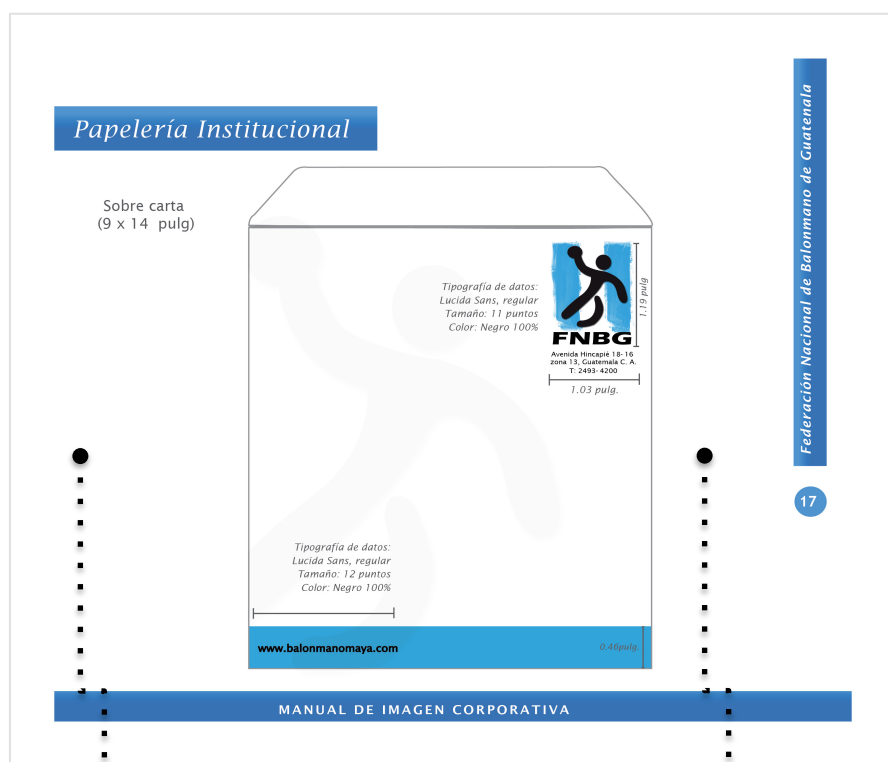 Papelería Institucional
Sobre carta
(9 x 14 pulg)
Tipografía de datos:
Lucida Sans, regular
Tamaño: 11 puntos
Color: Negro 100%
FNBG
Avenida Hincapiè 18- 16
zona 13, Guatemala C. A.
T: 2493- 4200
1.19 pulg
1.03 pulg.
Tipografía de datos:
Lucida Sans, regular
Tamaño: 12 puntos
Color: Negro 100%
www.balonmanomaya.com
0.46pulg.
Federación Nacional de Balonmano de Guatenala
17
MANUAL DE IMAGEN CORPORATIVA